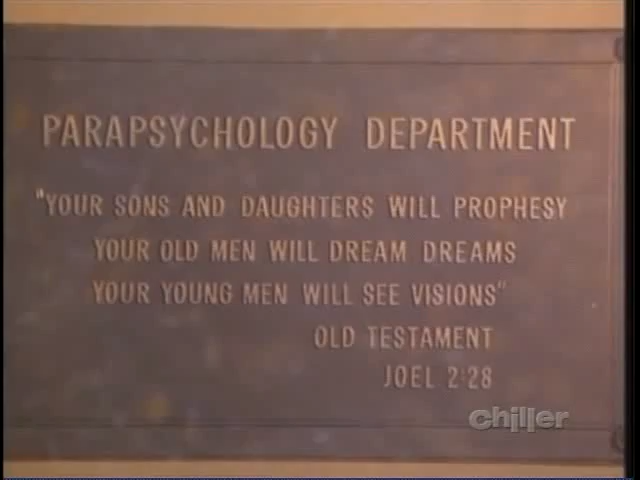 PARAPSYCHOLOGY DEPARTMENT
"YOUR SONS AND DAUGHTERS WILL PROPHESY
YOUR OLD MEN WILL DREAM DREAMS
YOUR YOUNG MEN WILL SEE VISIONS"
OLD TESTAMENT
JOEL 2:28
chiller